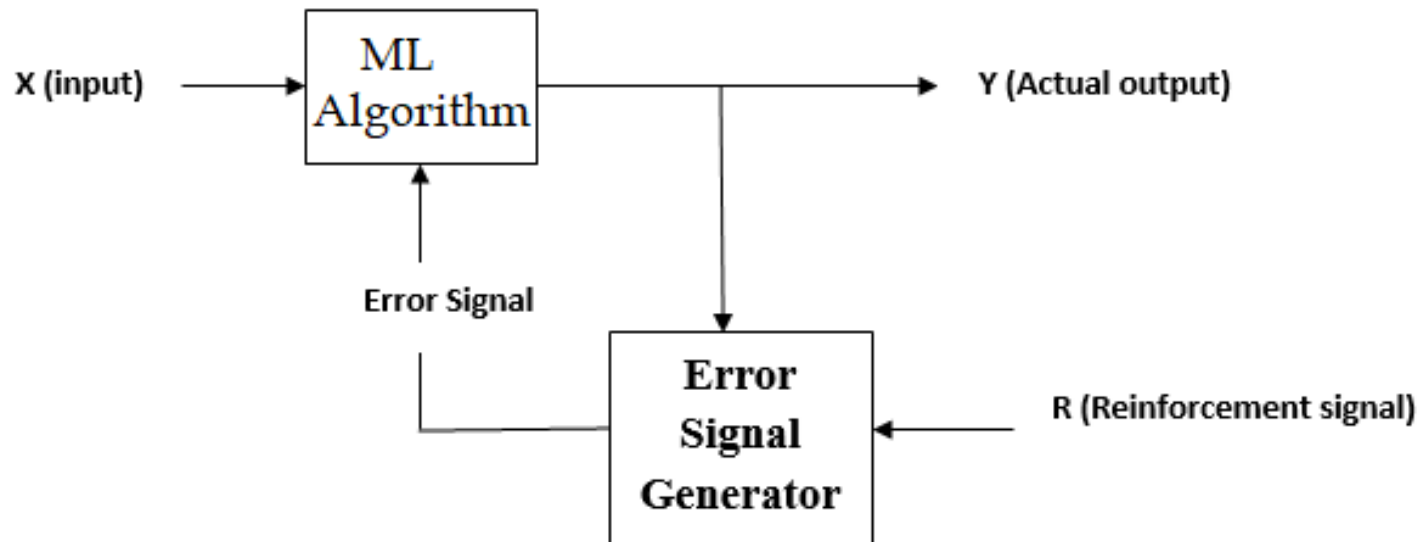 X (input)
ML
Algorithm
Y (Actual output)
Error Signal
Error
Signal
Generator
R (Reinforcement signal)